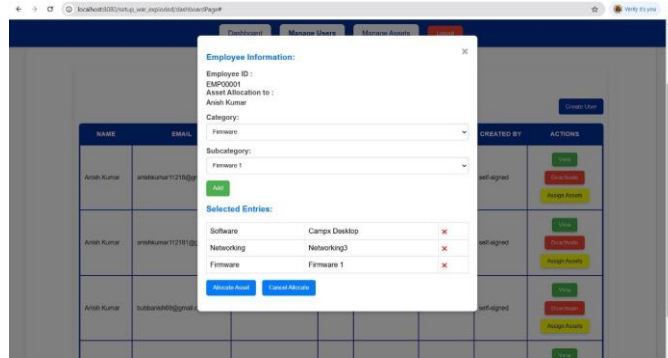 localhost:8080/setup_war_exploded/dashboardPage#
Verify it's you
Dashboard Manage Users Manage Assets Logout
Employee Information: ×
Employee ID :
EMP00001
Asset Allocation to :
Anish Kumar
Category:
Firmware
Subcategory:
Firmware 1
Add
Selected Entries:
Software Campx Desktop ×
Networking Networking3 ×
Firmware Firmware 1 ×
Allocate Asset Cancel Allocate
Create User
NAME EMAIL CREATED BY ACTIONS
View
Anish Kumar self-signed Deactivate
Assign Assets
View
Anish Kumar self-signed Deactivate
Assign Assets
View
Anish Kumar self-signed Deactivate
Assign Assets
View